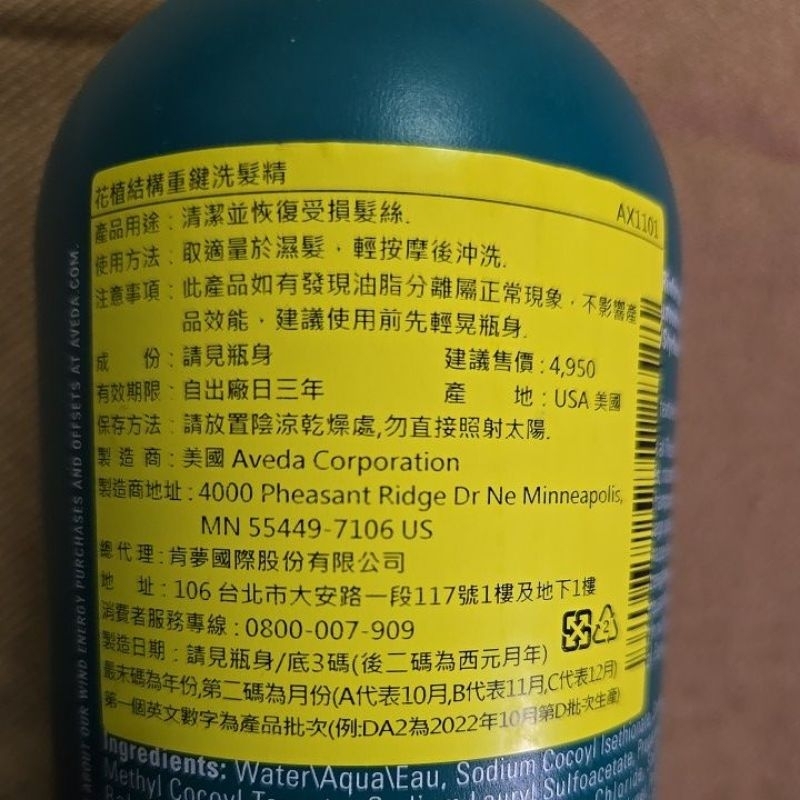 花植結構重鍵洗髮精
AX1101
產品用途：清潔並恢復受損髮絲.
使用方法：取適量於濕髮，輕按摩後沖洗.
注意事項：此產品如有發現油脂分離屬正常現象，不影響產
品效能，建議使用前先輕晃瓶身.
成 份：請見瓶身 建議售價：4,950
有效期限：自出廠日三年 產 地：USA 美國
保存方法：請放置陰涼乾燥處,勿直接照射太陽.
製 造 商：美國 Aveda Corporation
製造商地址：4000 Pheasant Ridge Dr Ne Minneapolis,
MN 55449-7106 US
總代理：肯夢國際股份有限公司
地 址：106 台北市大安路一段117號1樓及地下1樓
消費者服務專線：0800-007-909
製造日期：請見瓶身/底3碼(後二碼為西元月年)
最末碼為年份,第二碼為月份(A代表10月,B代表11月,C代表12月)
第一個英文數字為產品批次(例:DA2為2022年10月第D批次生產)
2
Ingredients: Water\Aqua\Eau, Sodium Cocoyl Isethionate,
Methyl Cocoyl Lauryl Sulfoacetate,
Chloride,
ABOUT OUR WIND ENERGY PURCHASES AND OFFSETS AT AVEDA.COM.